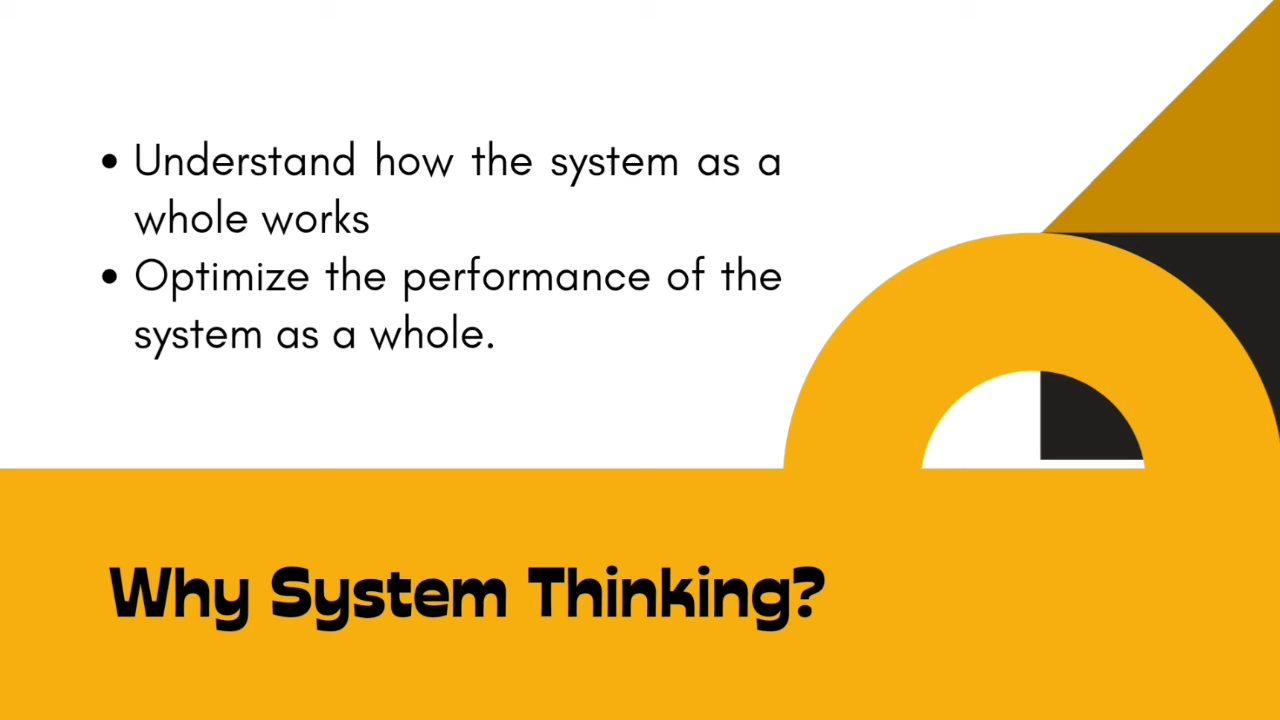 • Understand how the system as a
whole works
• Optimize the performance of the
system as a whole.
Why System Thinking?